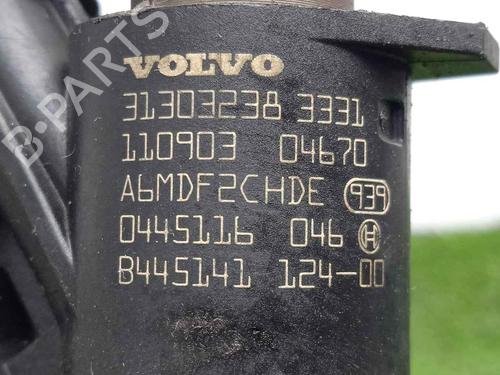 VOLVO
31303238 3331
110903 04670
A6MDF2CHDE 939
0445116 046 H
B445141 124-00
B-PARTS